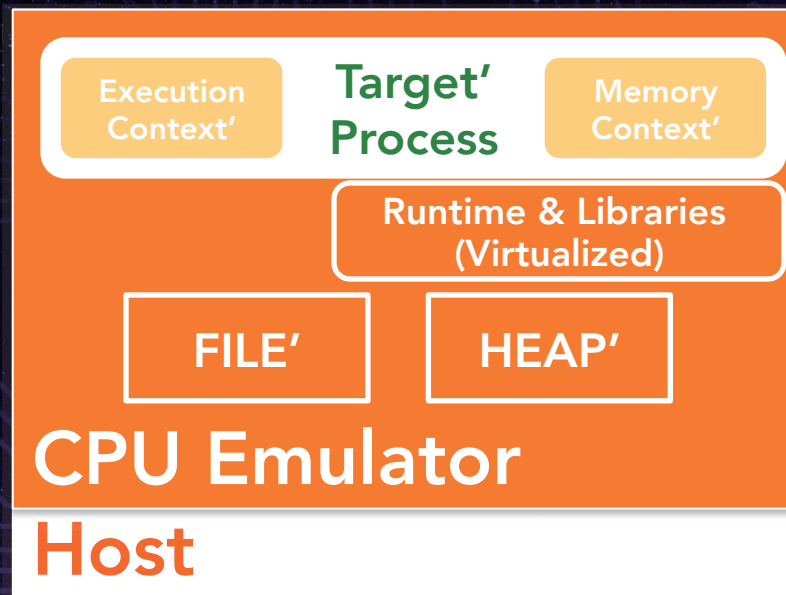 Execution
Context’
Target’
Process
Memory
Context’
Runtime & Libraries
(Virtualized)
FILE’
HEAP’
CPU Emulator
Host